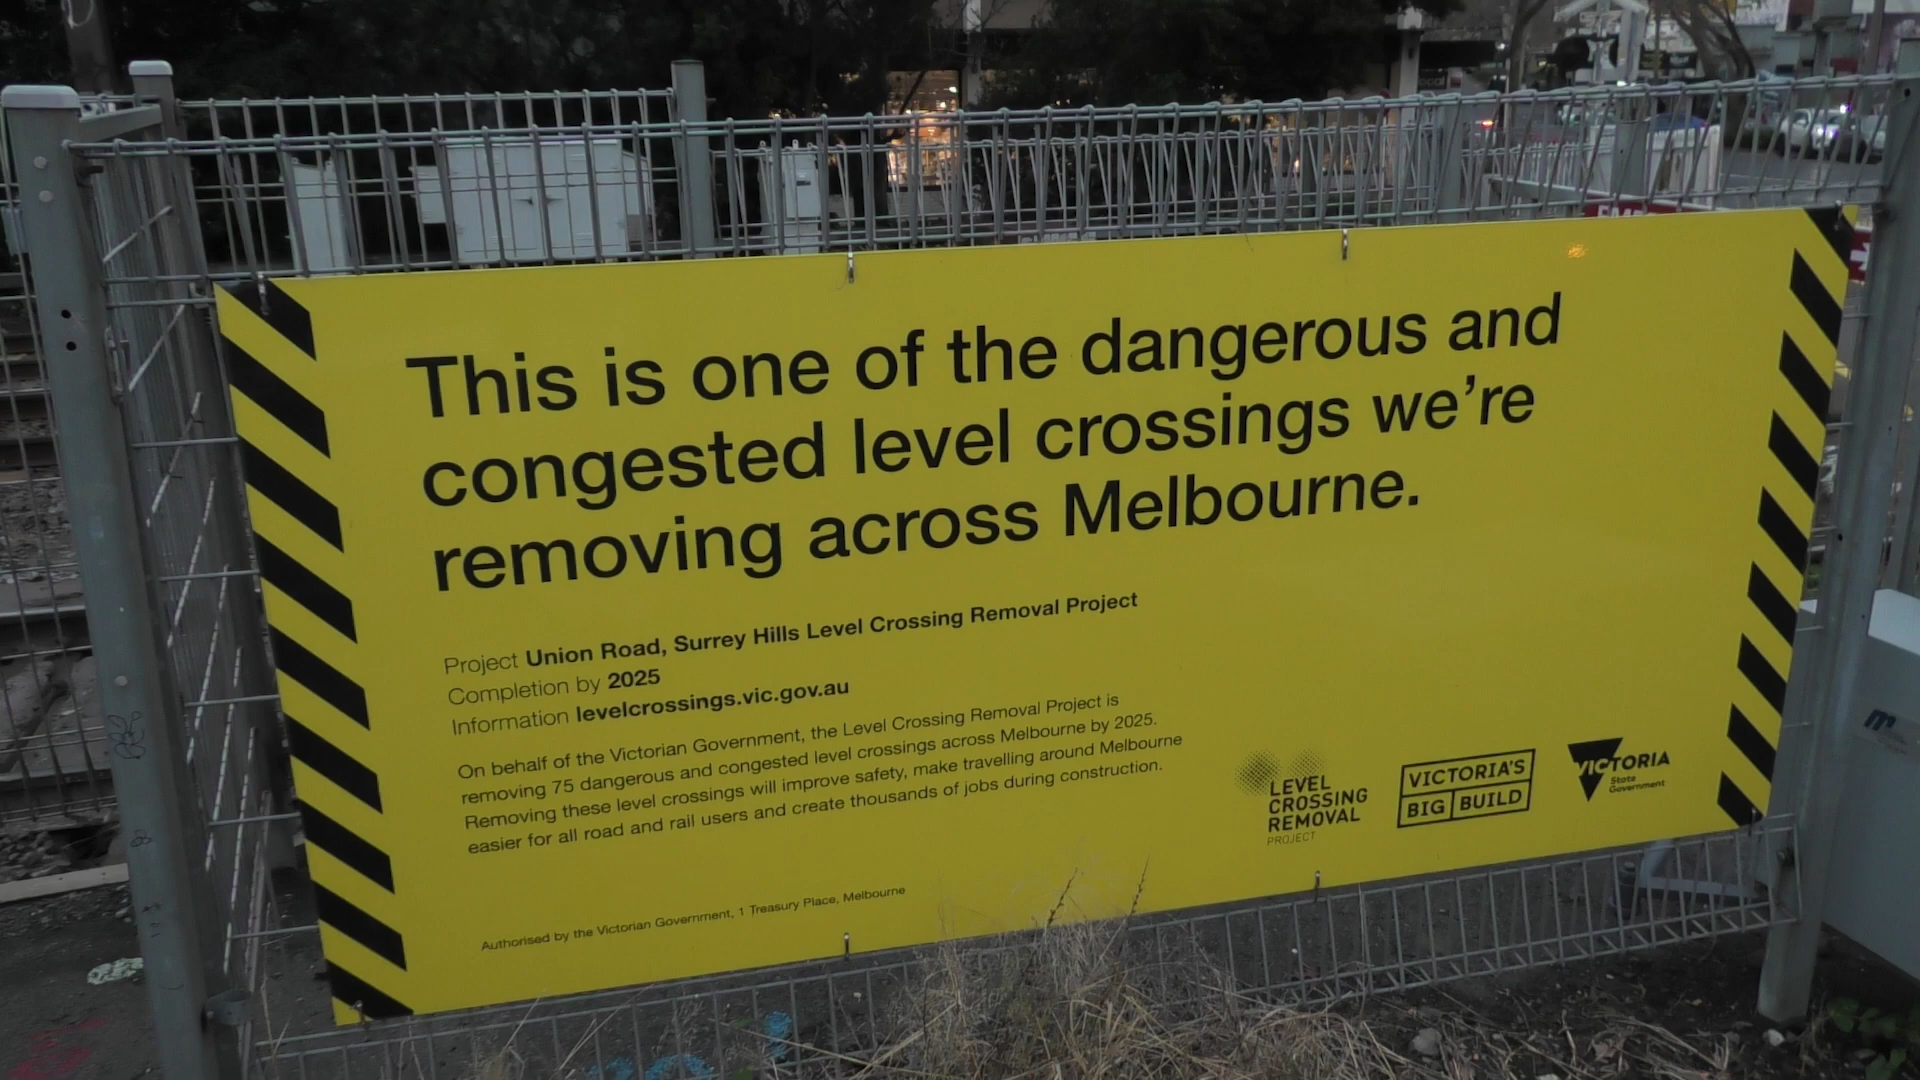 This is one of the dangerous and
congested level crossings we're
removing across Melbourne.
Project Union Road, Surrey Hills Level Crossing Removal Project
Completion by 2025
Information levelcrossings.vic.gov.au
On behalf of the Victorian Government, the Level Crossing Removal Project is
removing 75 dangerous and congested level crossings across Melbourne by 2025.
Removing these level crossings will improve safety, make travelling around Melbourne
easier for all road and rail users and create thousands of jobs during construction.
Authorised by the Victorian Government, 1 Treasury Place, Melbourne
LEVEL
CROSSING
REMOVAL
PROJECT
VICTORIA'S
BIG BUILD
VICTORIA
State
Government